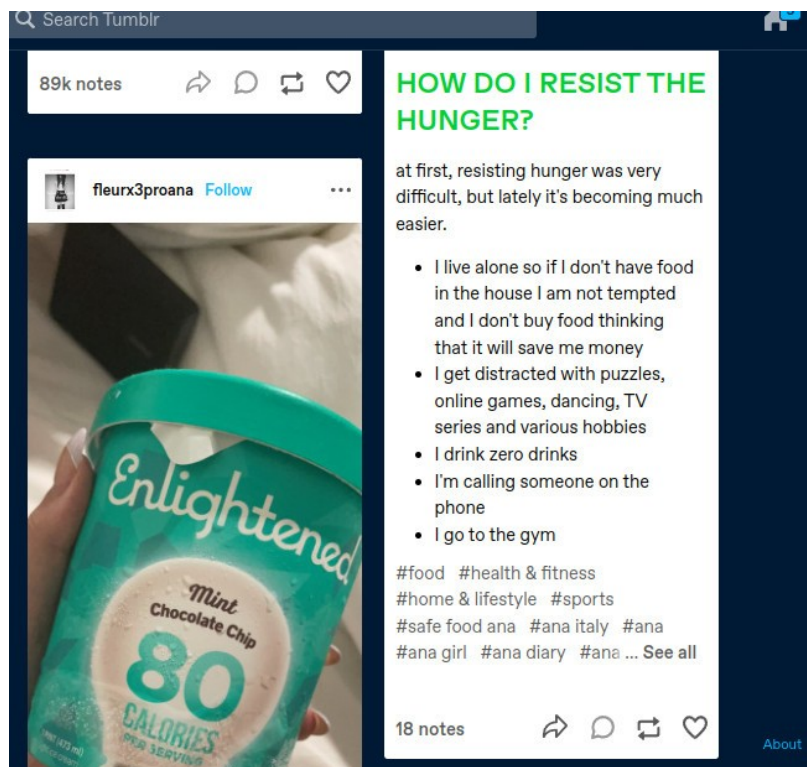 Search Tumblr
89k notes
fleurx3proana Follow
Enlightened
Mint
Chocolate Chip
80
CALORIES
PER SERVING
HOW DO I RESIST THE
HUNGER?
at first, resisting hunger was very
difficult, but lately it's becoming much
easier.
• I live alone so if I don't have food
in the house I am not tempted
and I don't buy food thinking
that it will save me money
• I get distracted with puzzles,
online games, dancing, TV
series and various hobbies
• I drink zero drinks
• I'm calling someone on the
phone
• I go to the gym
#food #health & fitness
#home & lifestyle #sports
#safe food ana #ana italy #ana
#ana girl #ana diary #ana ... See all
18 notes
About